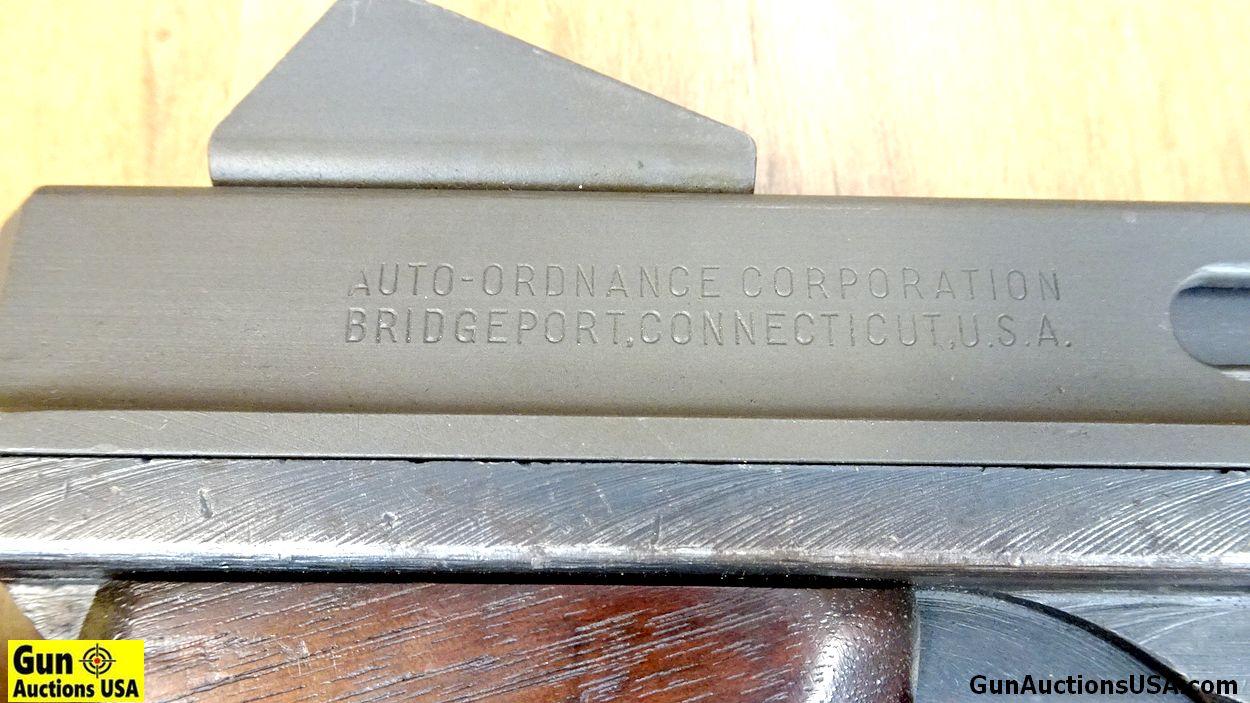 AUTO-ORDNANCE CORPORATION
BRIDGEPORT, CONNECTICUT, U.S.A.
Gun
Auctions USA
GunAuctionsUSA.com